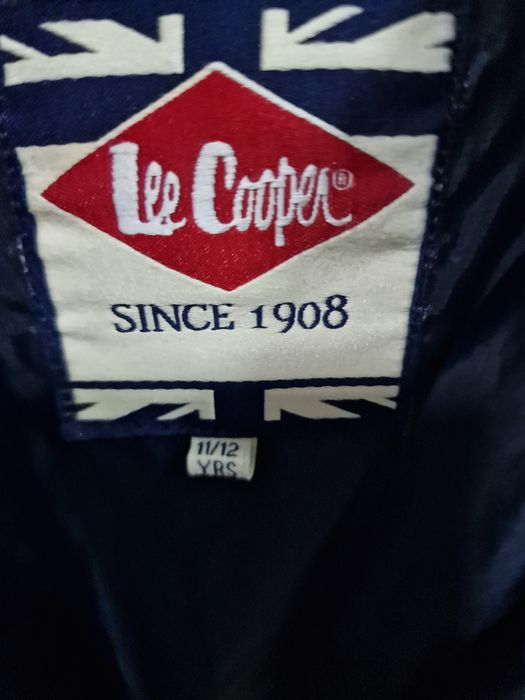 Lee Cooper®
SINCE 1908
11/12
YRS